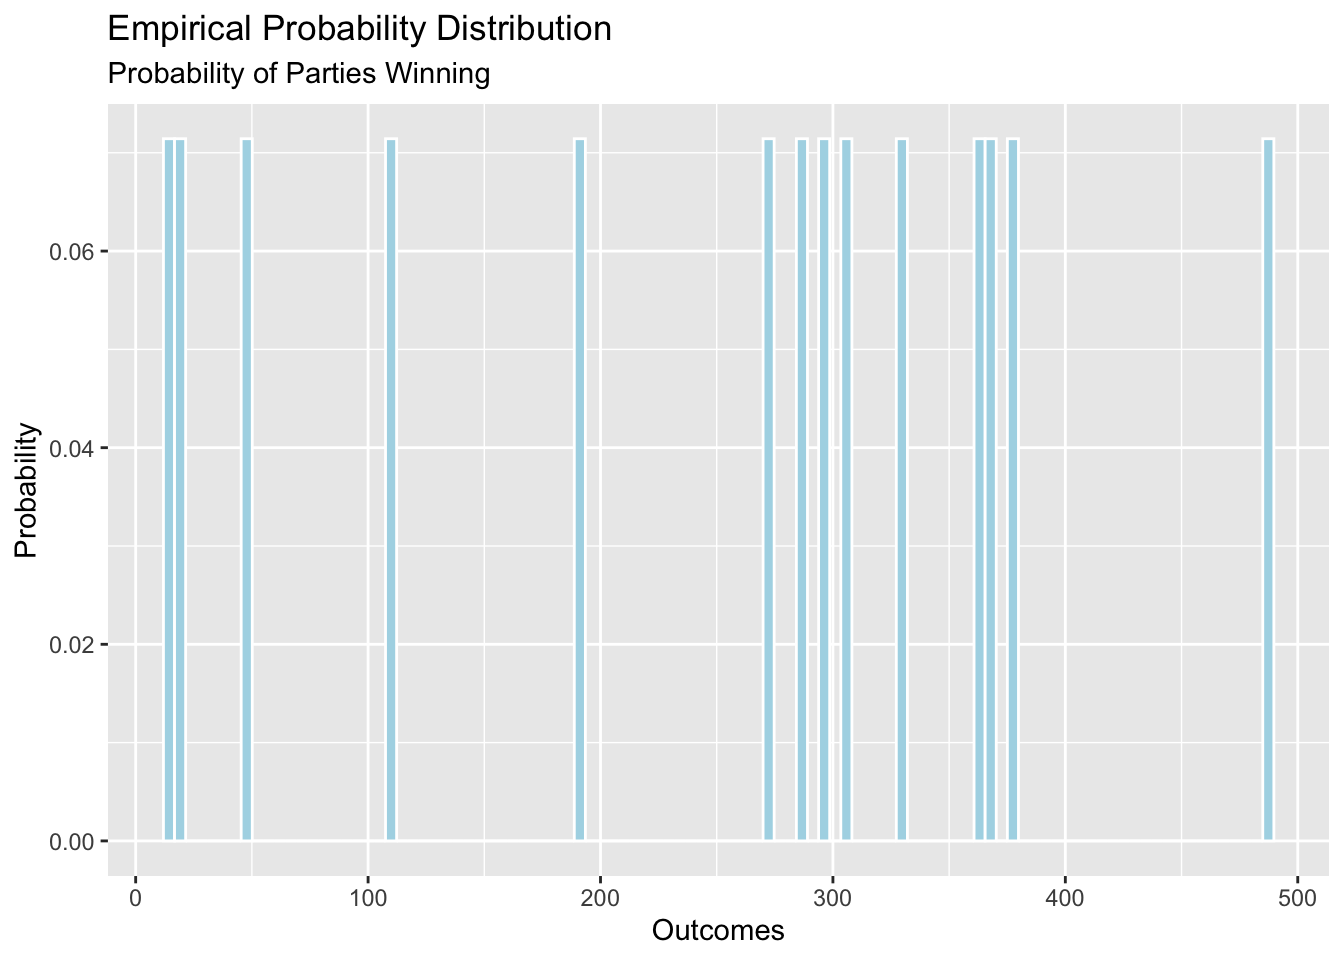 Empirical Probability Distribution
Probability of Parties Winning
Probability
0.06
0.04
0.02
0.00
0 100 200 300 400 500
Outcomes